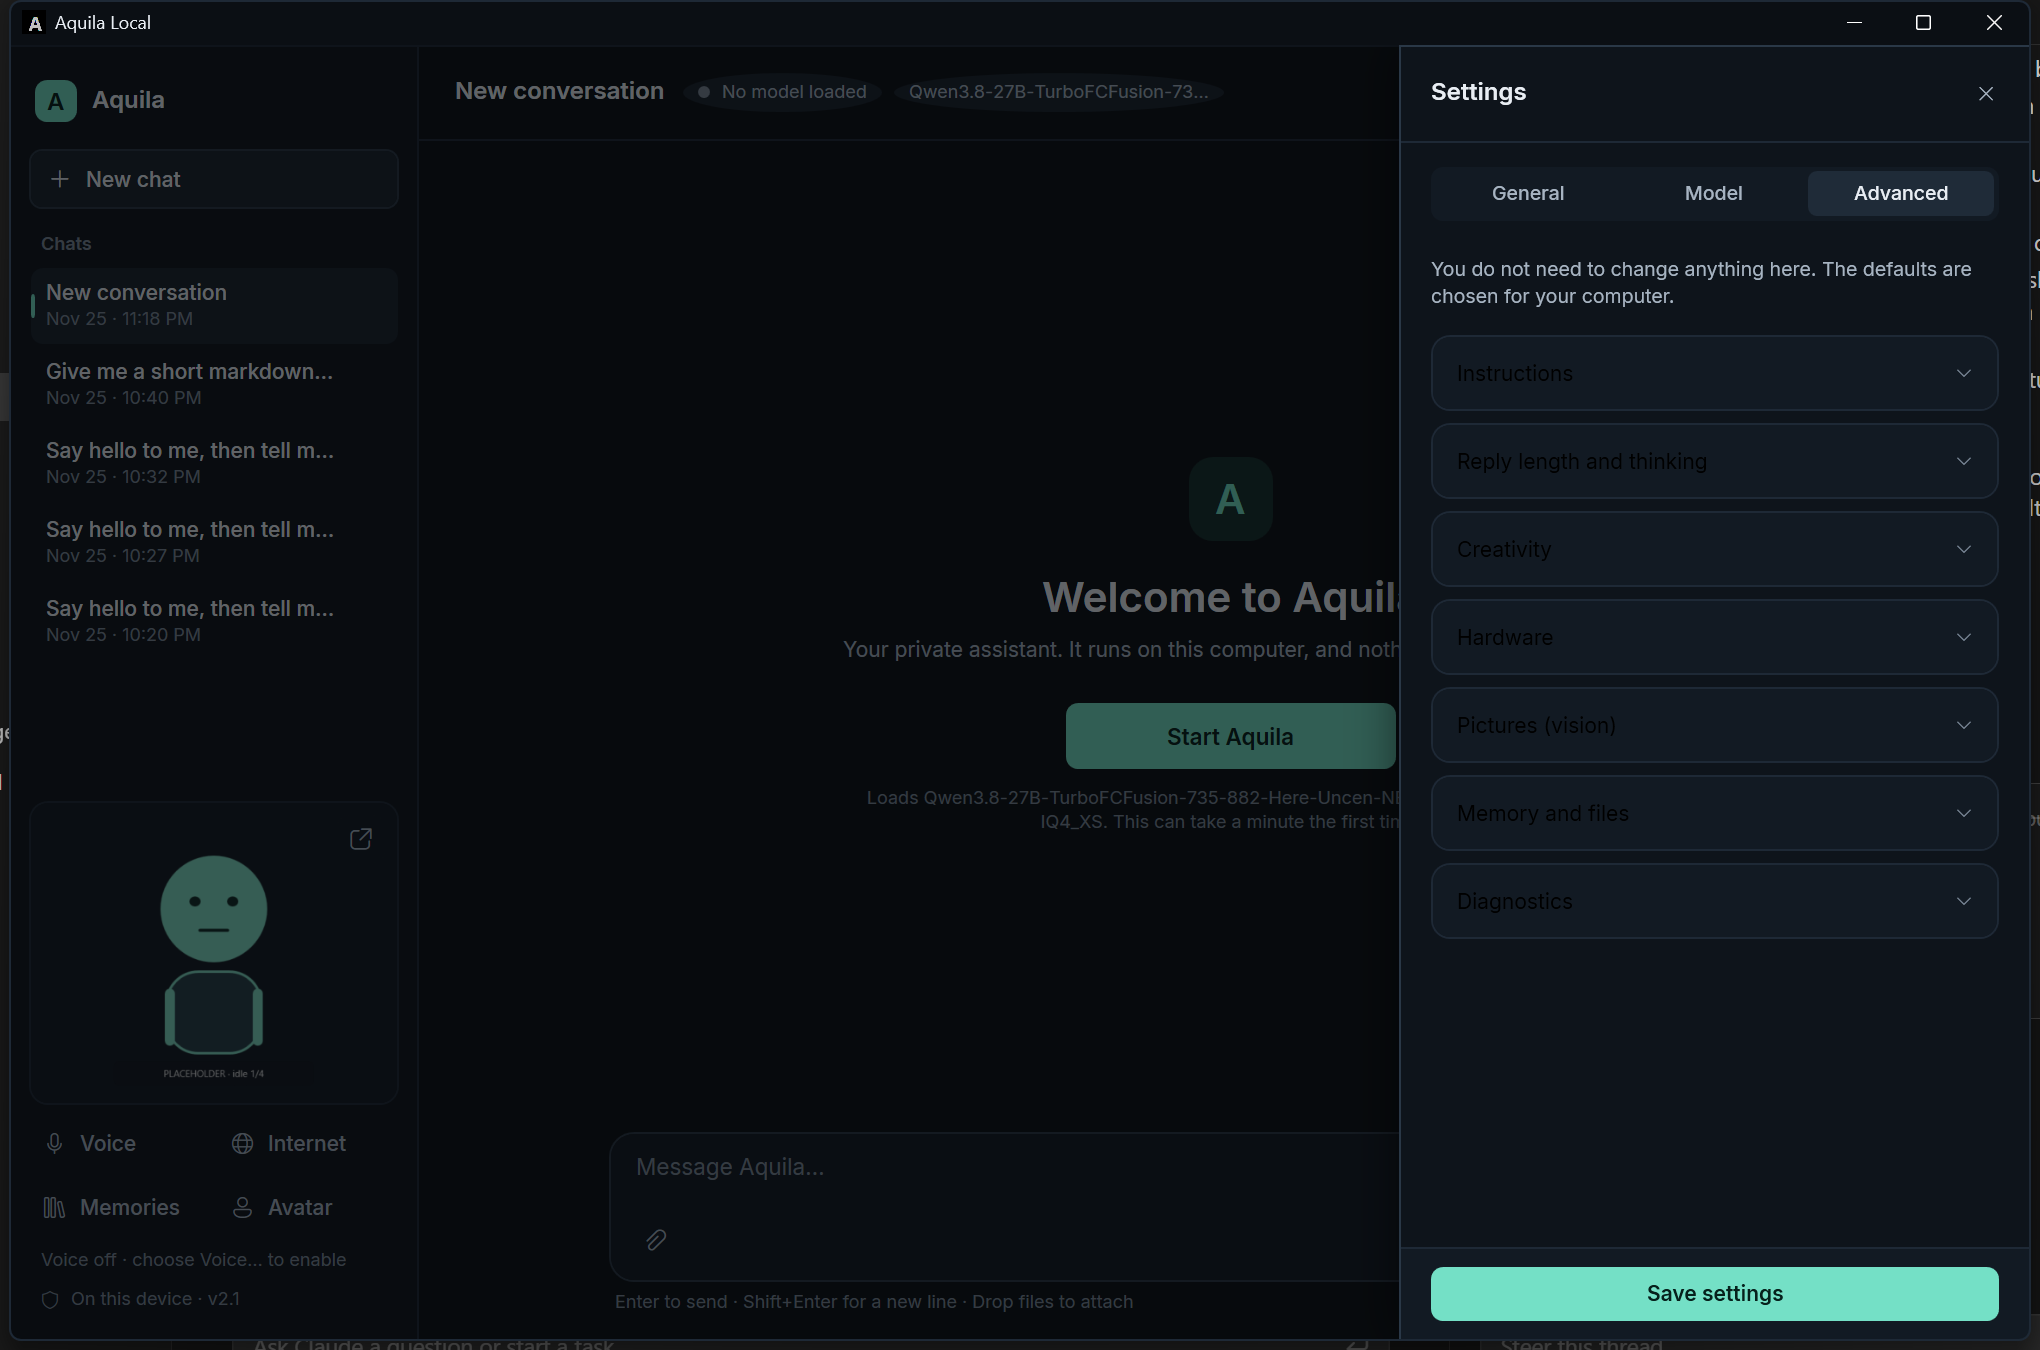 Aquila Local
A
Aquila
New chat
Chats
New conversation
Nov 25 · 11:18 PM
Give me a short markdown...
Nov 25 · 10:40 PM
Say hello to me, then tell m...
Nov 25 · 10:32 PM
Say hello to me, then tell m...
Nov 25 · 10:27 PM
Say hello to me, then tell m...
Nov 25 · 10:20 PM
PLACEHOLDER - idle 1/4
Voice
Internet
Memories
Avatar
Voice off · choose Voice... to enable
On this device · v2.1
New conversation
No model loaded
Qwen3.8-27B-TurboFCFusion-73...
A
Welcome to Aquil
Your private assistant. It runs on this computer, and noth
Start Aquila
Loads Qwen3.8-27B-TurboFCFusion-735-882-Here-Uncen-N
IQ4_XS. This can take a minute the first tin
Message Aquila...
Enter to send · Shift+Enter for a new line · Drop files to attach
Settings
General
Model
Advanced
You do not need to change anything here. The defaults are
chosen for your computer.
Instructions
Reply length and thinking
Creativity
Hardware
Pictures (vision)
Memory and files
Diagnostics
Save settings
Ask Claude a question or start a task
Steer this thread